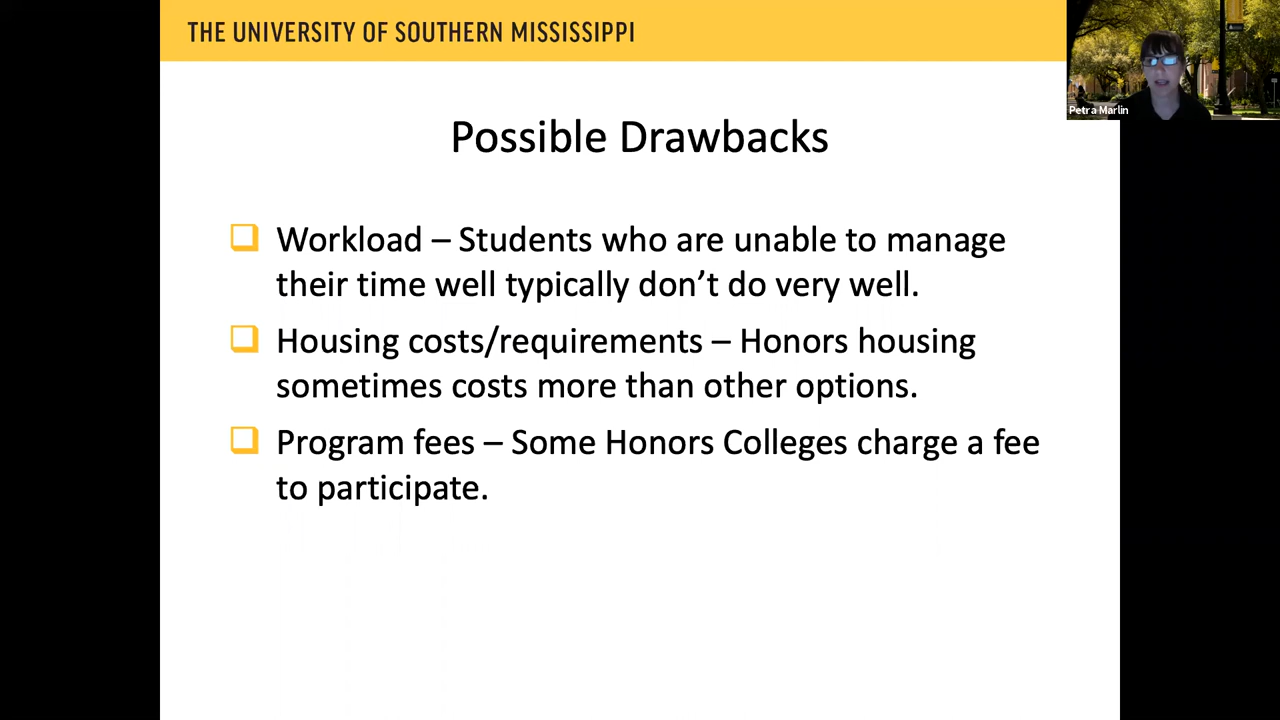 THE UNIVERSITY OF SOUTHERN MISSISSIPPI
Petra Marlin
Possible Drawbacks
Workload – Students who are unable to manage
their time well typically don’t do very well.
Housing costs/requirements – Honors housing
sometimes costs more than other options.
Program fees – Some Honors Colleges charge a fee
to participate.